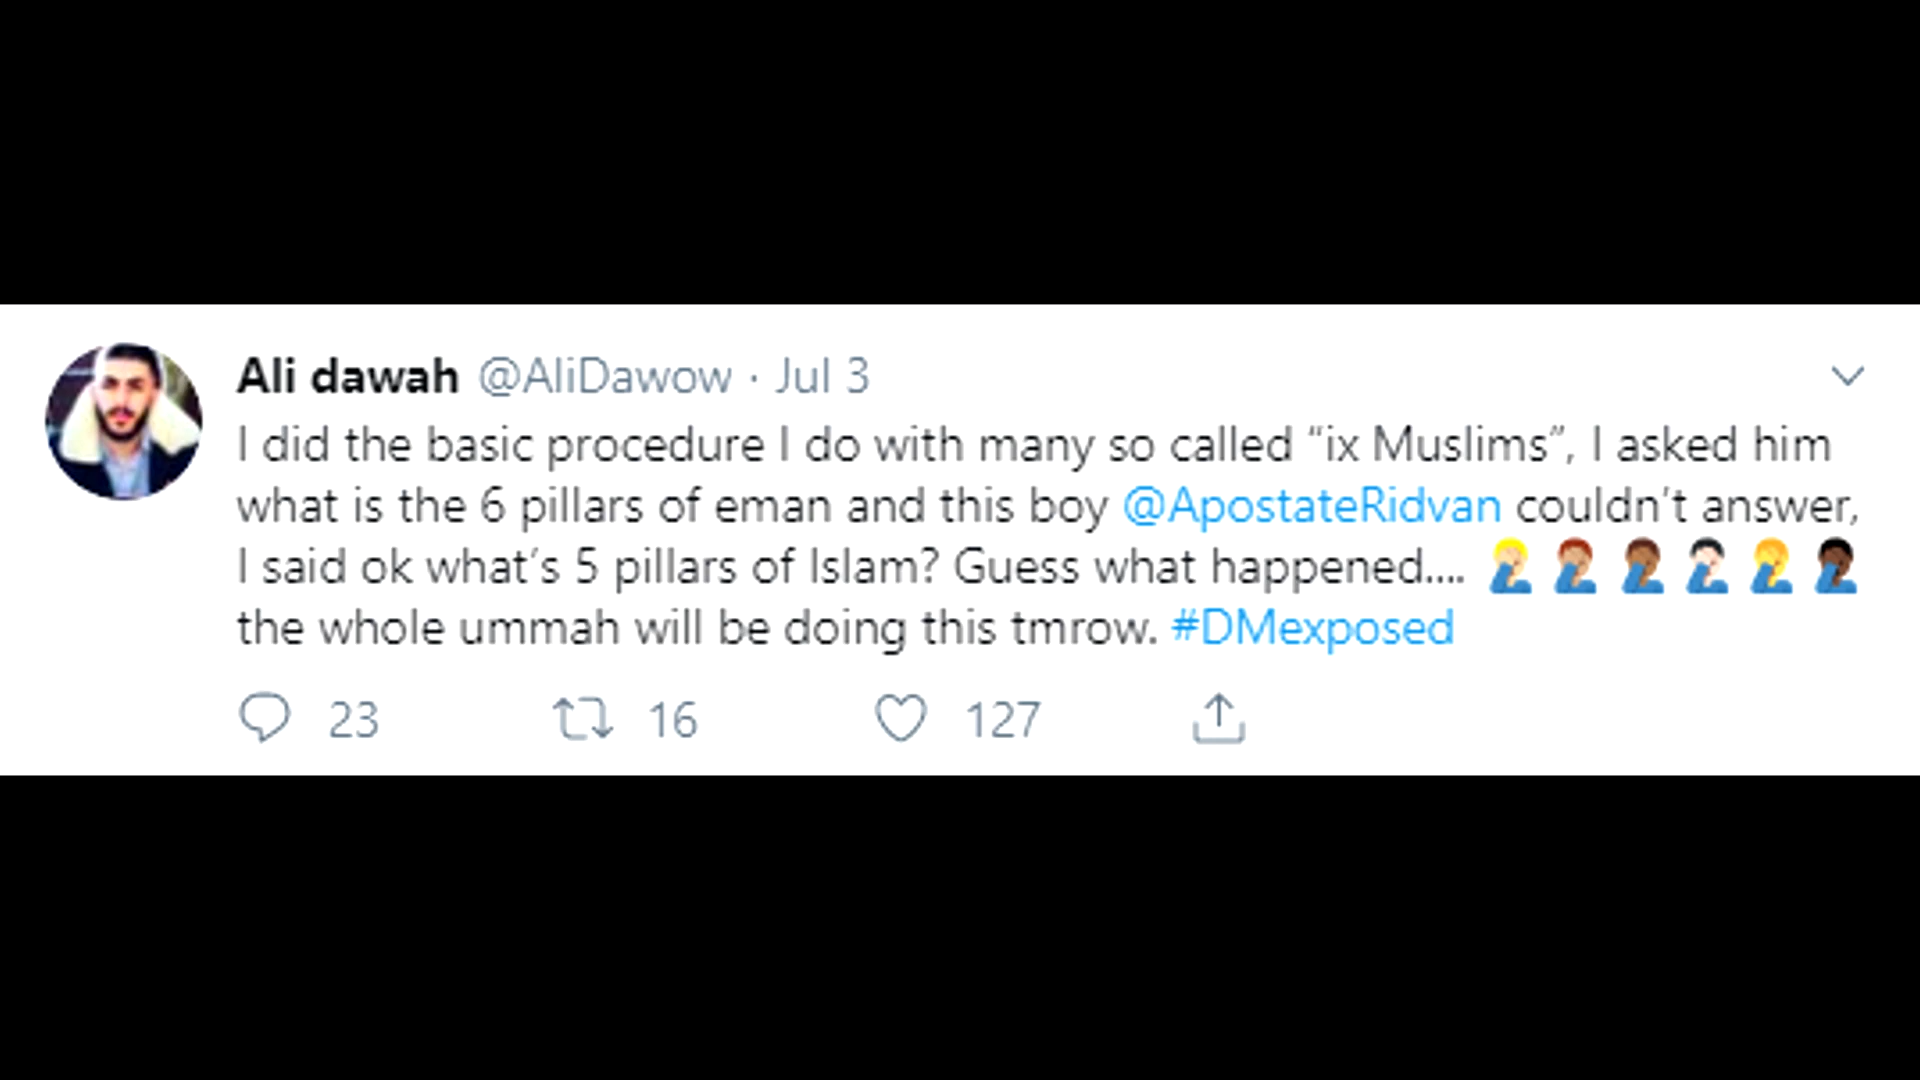 Ali dawah @AliDawow · Jul 3
I did the basic procedure I do with many so called “ix Muslims”, I asked him
what is the 6 pillars of eman and this boy @ApostateRidvan couldn’t answer,
I said ok what’s 5 pillars of Islam? Guess what happened.... 🤦🏼🤦🏽🤦🏾🤦🏻🤦🤦🏿
the whole ummah will be doing this tmrow. #DMexposed
23 16 127